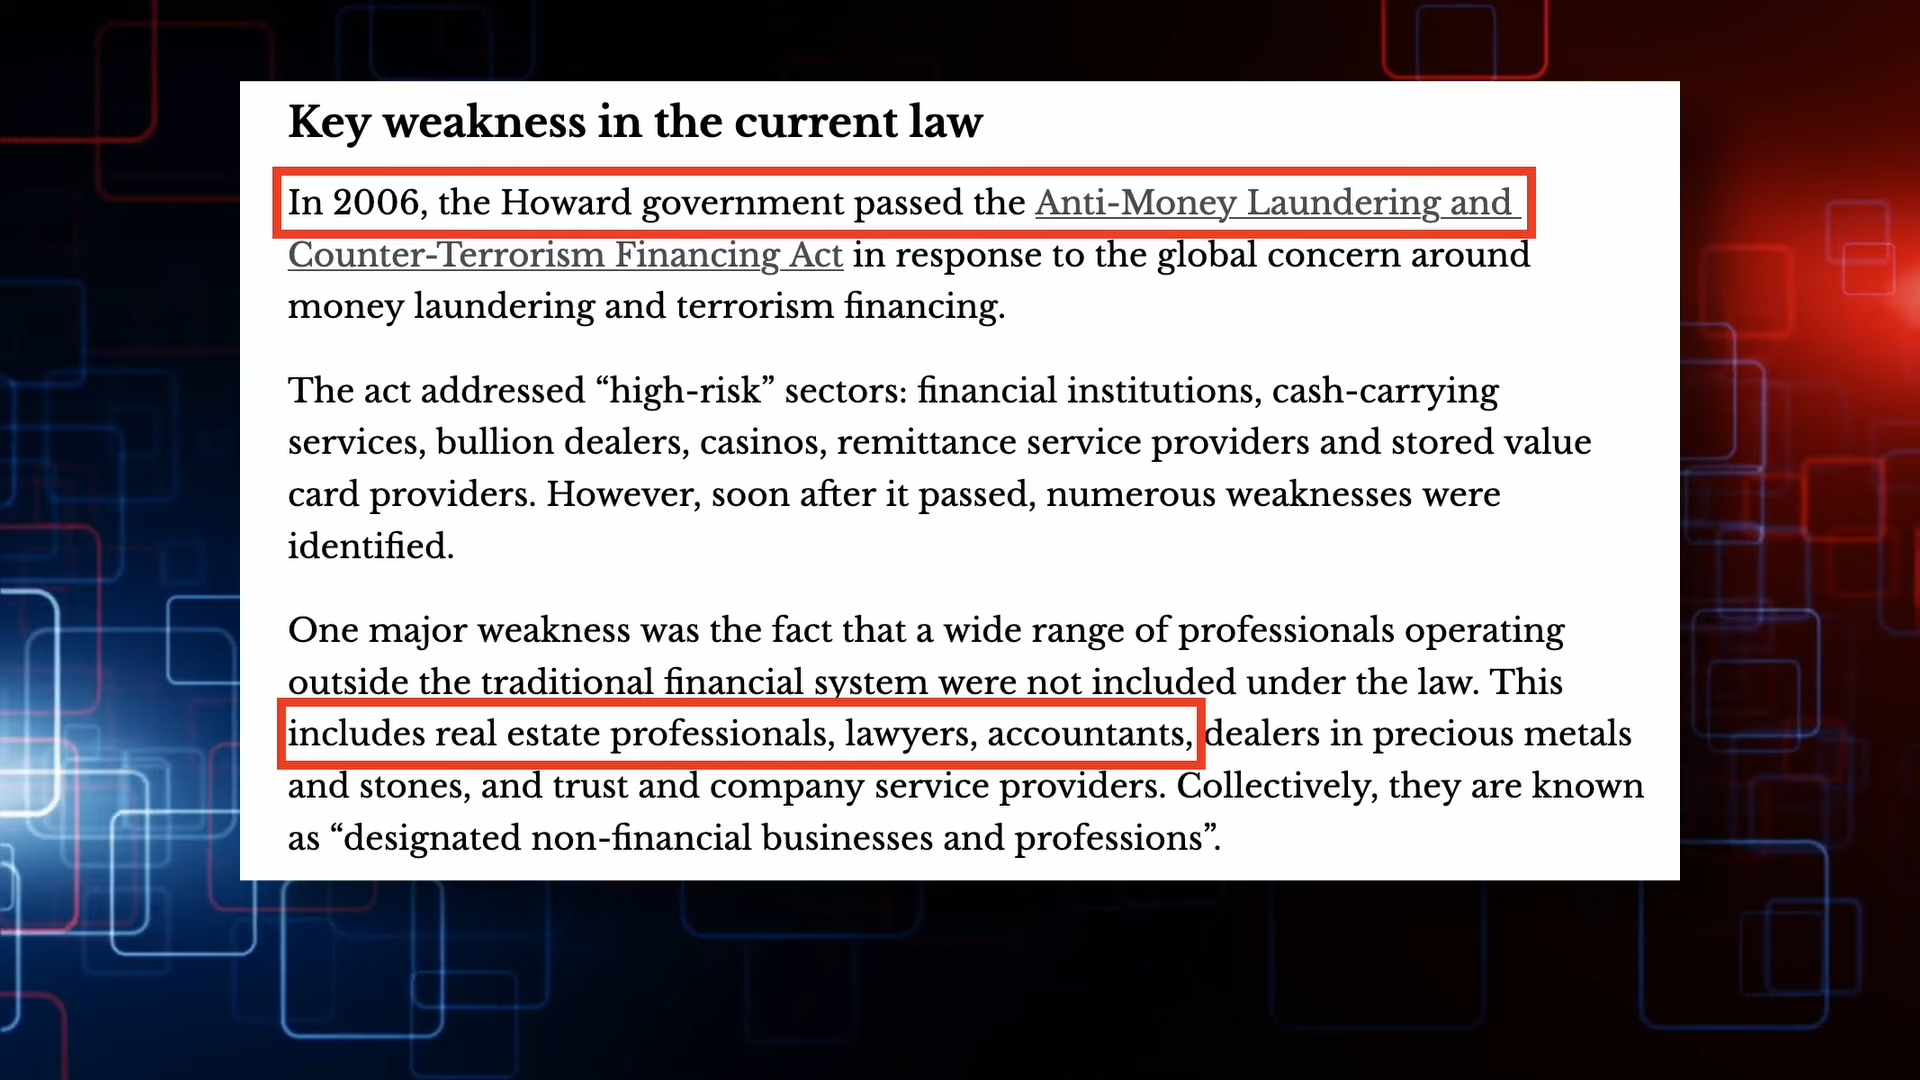 Key weakness in the current law
In 2006, the Howard government passed the Anti-Money Laundering and
Counter-Terrorism Financing Act in response to the global concern around
money laundering and terrorism financing.
The act addressed “high-risk” sectors: financial institutions, cash-carrying
services, bullion dealers, casinos, remittance service providers and stored value
card providers. However, soon after it passed, numerous weaknesses were
identified.
One major weakness was the fact that a wide range of professionals operating
outside the traditional financial system were not included under the law. This
includes real estate professionals, lawyers, accountants, dealers in precious metals
and stones, and trust and company service providers. Collectively, they are known
as “designated non-financial businesses and professions”.